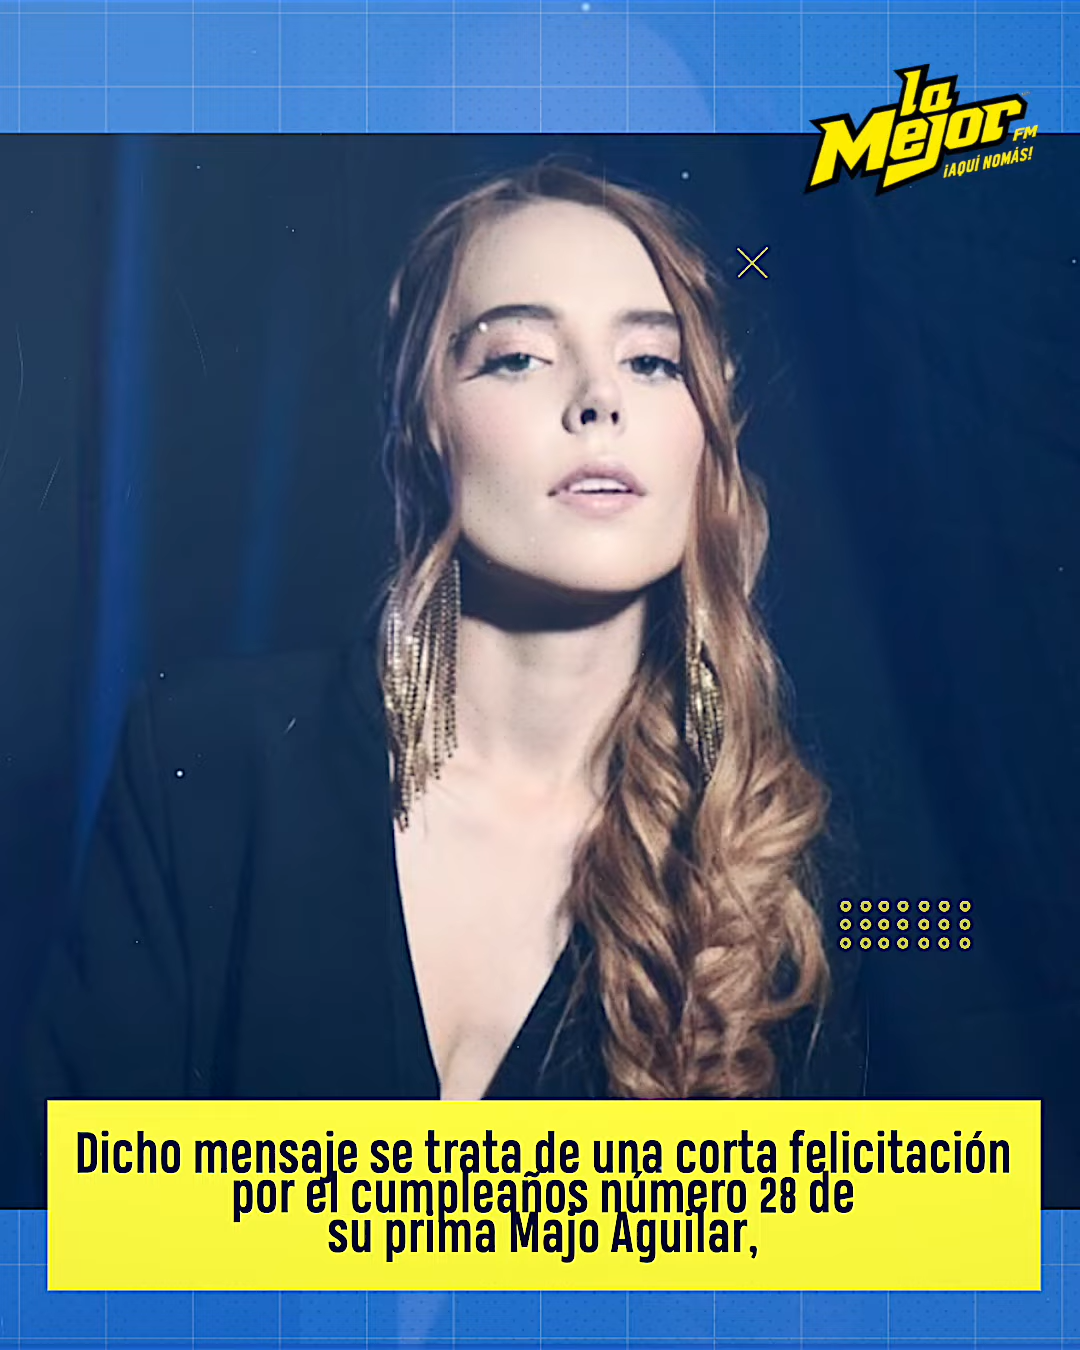 la
Mejor
FM
¡AQUÍ NOMÁS!
Dicho mensaje se trata de una corta felicitación
por el cumpleaños número 28 de
su prima Majo Aguilar,